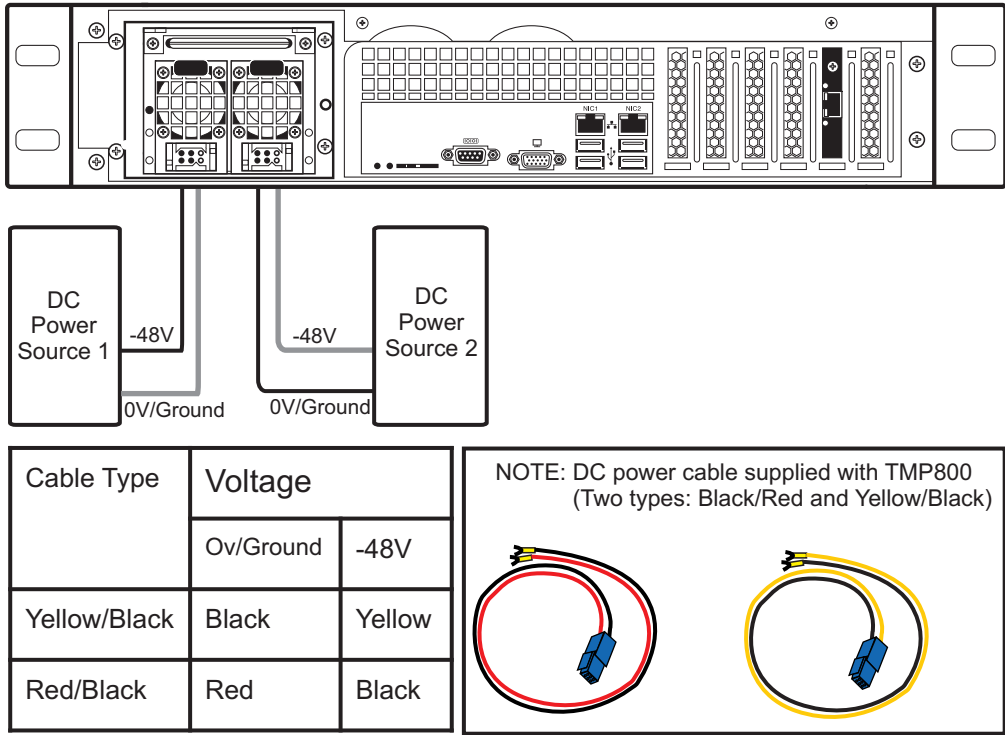 NIC1 NIC2
DC
Power
Source 1
-48V
0V/Ground
-48V
0V/Ground
DC
Power
Source 2
Cable Type Voltage
Ov/Ground -48V
Yellow/Black Black Yellow
Red/Black Red Black
NOTE: DC power cable supplied with TMP800
(Two types: Black/Red and Yellow/Black)